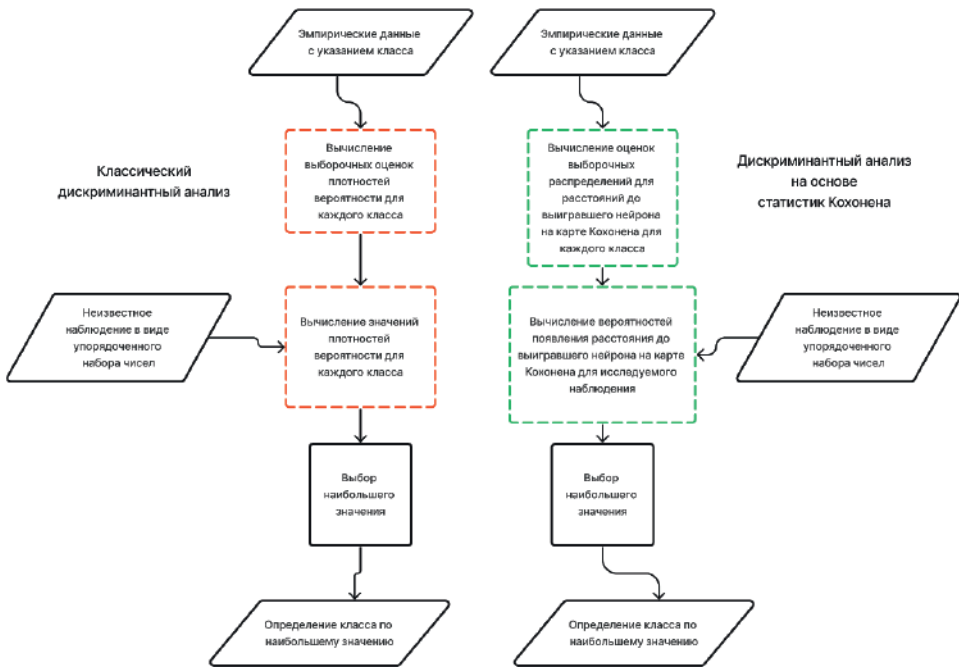 Эмпирические данные
с указанием класса
Эмпирические данные
с указанием класса
Классический
дискриминантный анализ
Вычисление
выборочных оценок
плотностей
вероятности для
каждого класса
Вычисление оценок
выборочных
распределений для
расстояний до
выигравшего нейрона
на карте Кохонена для
каждого класса
Дискриминантный анализ
на основе
статистик Кохонена
Неизвестное
наблюдение в виде
упорядоченного
набора чисел
Вычисление значений
плотностей
вероятности для
каждого класса
Вычисление вероятностей
появления расстояния до
выигравшего нейрона на карте
Кохонена для исследуемого
наблюдения
Неизвестное
наблюдение в виде
упорядоченного
набора чисел
Выбор
наибольшего
значения
Выбор
наибольшего
значения
Определение класса по
наибольшему значению
Определение класса по
наибольшему значению